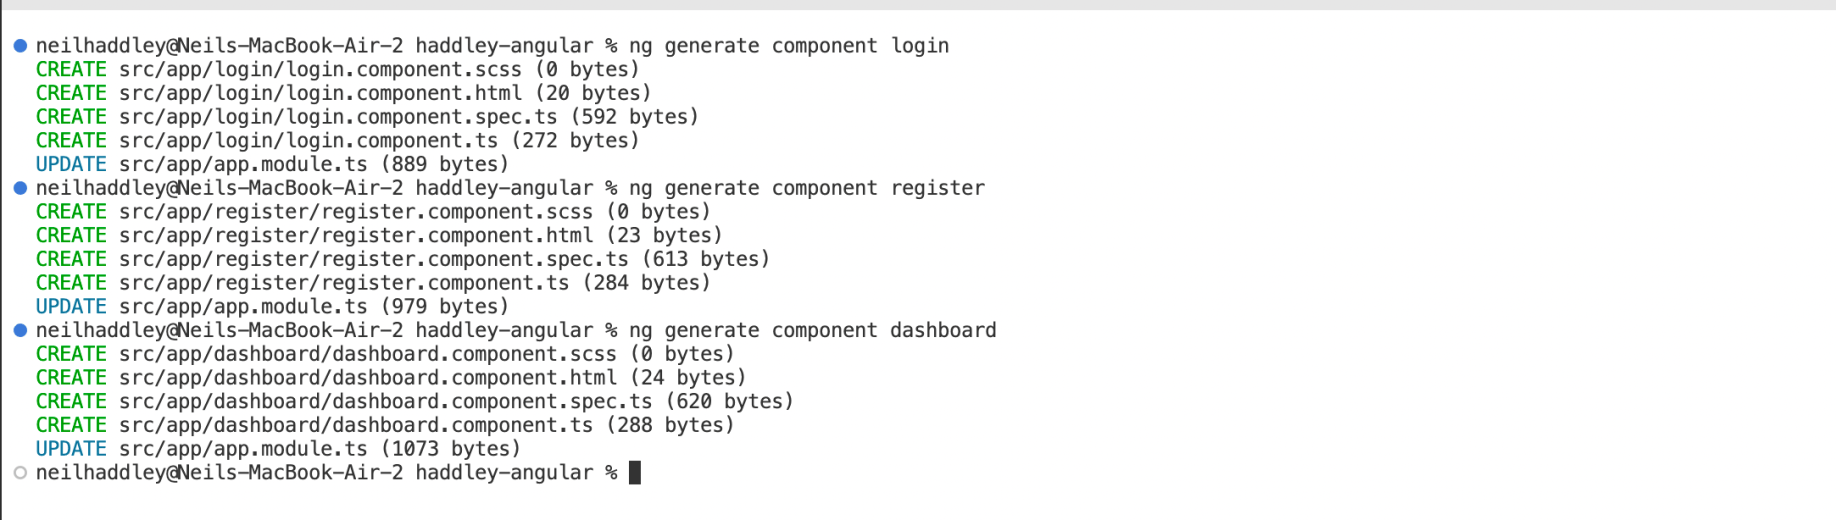 neilhaddley@Neils-MacBook-Air-2 haddley-angular % ng generate component login
CREATE src/app/login/login.component.scss (0 bytes)
CREATE src/app/login/login.component.html (20 bytes)
CREATE src/app/login/login.component.spec.ts (592 bytes)
CREATE src/app/login/login.component.ts (272 bytes)
UPDATE src/app/app.module.ts (889 bytes)
neilhaddley@Neils-MacBook-Air-2 haddley-angular % ng generate component register
CREATE src/app/register/register.component.scss (0 bytes)
CREATE src/app/register/register.component.html (23 bytes)
CREATE src/app/register/register.component.spec.ts (613 bytes)
CREATE src/app/register/register.component.ts (284 bytes)
UPDATE src/app/app.module.ts (979 bytes)
neilhaddley@Neils-MacBook-Air-2 haddley-angular % ng generate component dashboard
CREATE src/app/dashboard/dashboard.component.scss (0 bytes)
CREATE src/app/dashboard/dashboard.component.html (24 bytes)
CREATE src/app/dashboard/dashboard.component.spec.ts (620 bytes)
CREATE src/app/dashboard/dashboard.component.ts (288 bytes)
UPDATE src/app/app.module.ts (1073 bytes)
neilhaddley@Neils-MacBook-Air-2 haddley-angular %